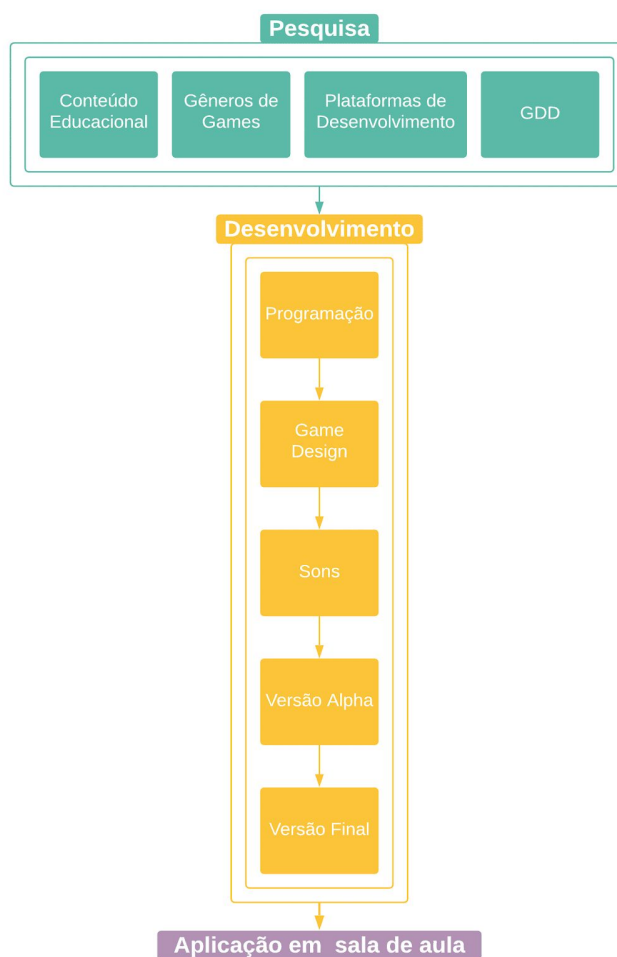 Pesquisa
Conteúdo
Educacional
Gêneros de
Games
Plataformas de
Desenvolvimento
GDD
Desenvolvimento
Programação
Game
Design
Sons
Versão Alpha
Versão Final
Aplicação em  sala de aula